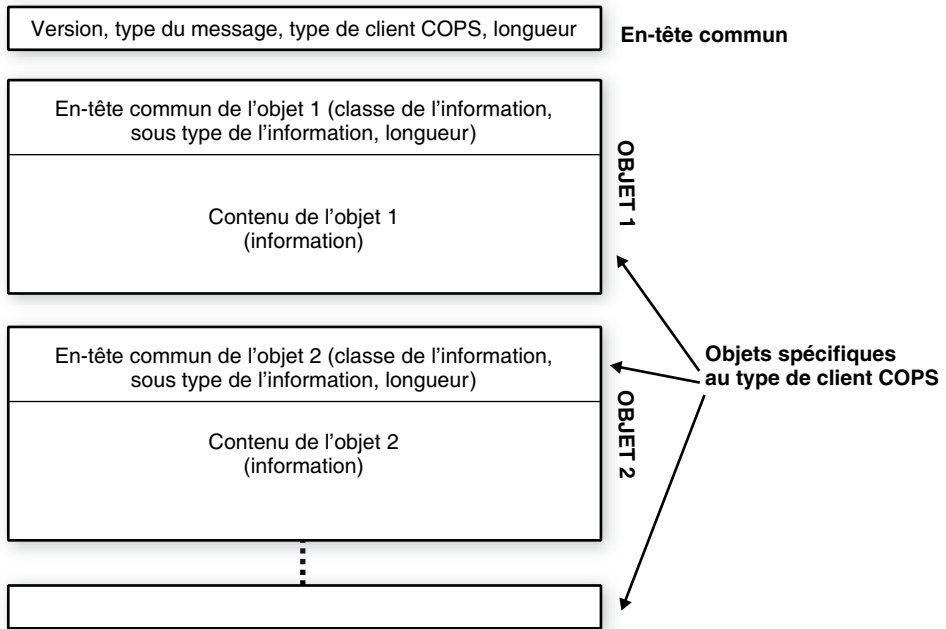 Version, type du message, type de client COPS, longueur
En-tête commun
En-tête commun de l’objet 1 (classe de l’information,
sous type de l’information, longueur)
OBJET 1
Contenu de l’objet 1
(information)
En-tête commun de l’objet 2 (classe de l’information,
sous type de l’information, longueur)
Objets spécifiques
au type de client COPS
OBJET 2
Contenu de l’objet 2
(information)